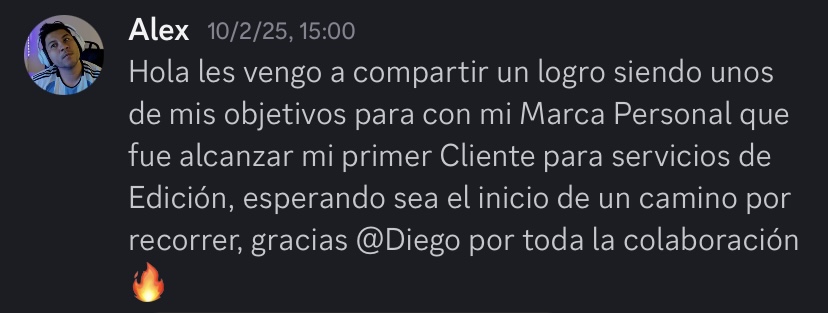 Alex 10/2/25, 15:00
Hola les vengo a compartir un logro siendo unos
de mis objetivos para con mi Marca Personal que
fue alcanzar mi primer Cliente para servicios de
Edición, esperando sea el inicio de un camino por
recorrer, gracias @Diego por toda la colaboración
🔥